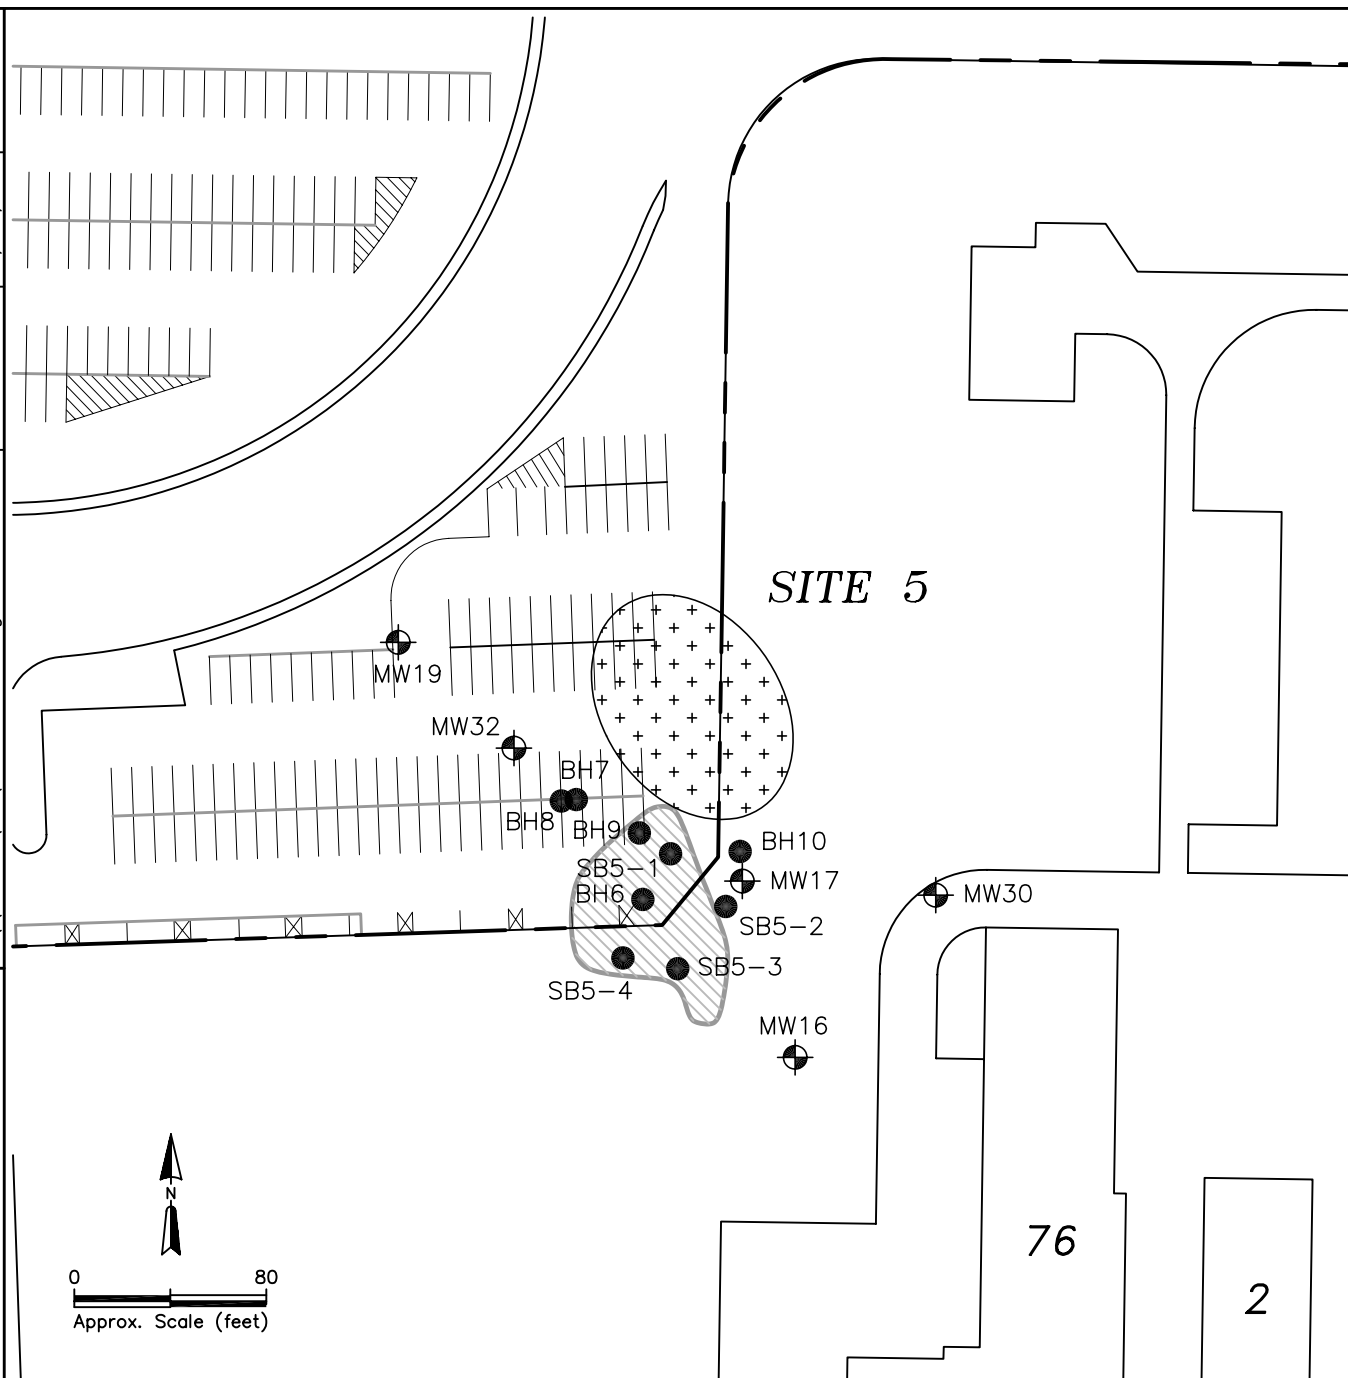 SITE 5
MW19
MW32
BH7
BH8
BH9
BH10
SB5-1
MW17
BH6
MW30
SB5-2
SB5-3
SB5-4
MW16
N
76
0 80
2
Approx. Scale (feet)